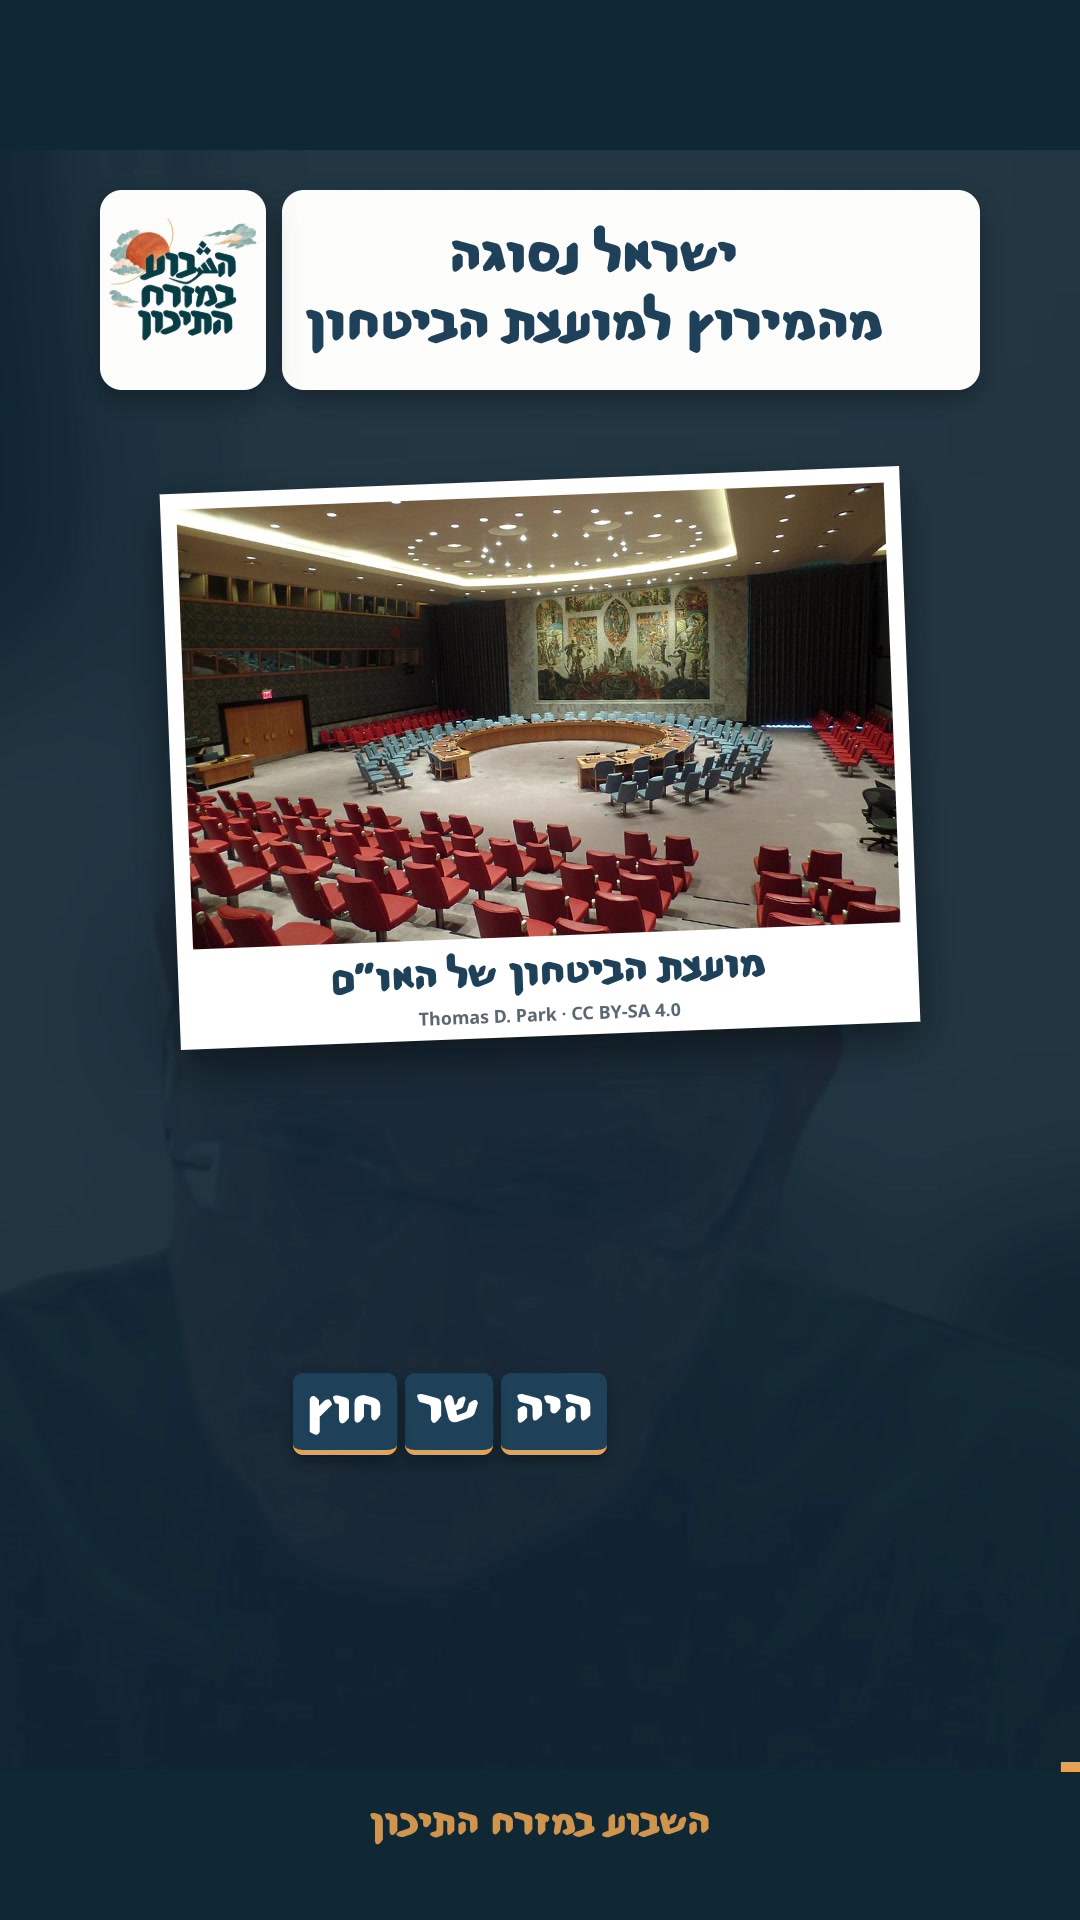 השבוע
במזרח
התיכון
ישראל נסוגה
מהמירוץ למועצת הביטחון
מועצת הביטחון של האו״ם
Thomas D. Park · CC BY-SA 4.0
היה שר חוץ
השבוע במזרח התיכון